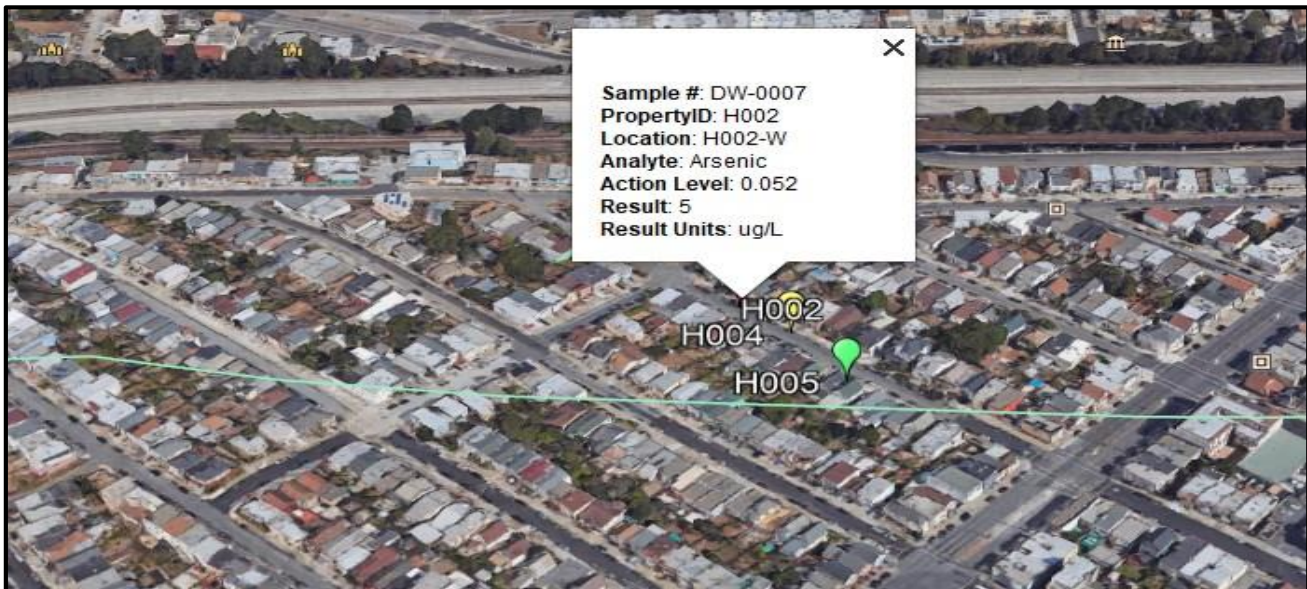 Sample #: DW-0007
PropertyID: H002
Location: H002-W
Analyte: Arsenic
Action Level: 0.052
Result: 5
Result Units: ug/L
H002
H004
H005